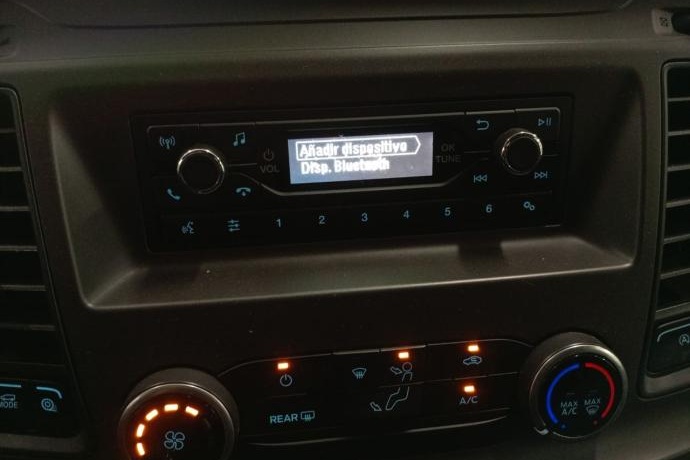 Añadir dispositivo
Disp. Bluetooth
VOL
OK
TUNE
1 2 3 4 5 6
REAR
A/C
MAX
A/C
MAX
MODE